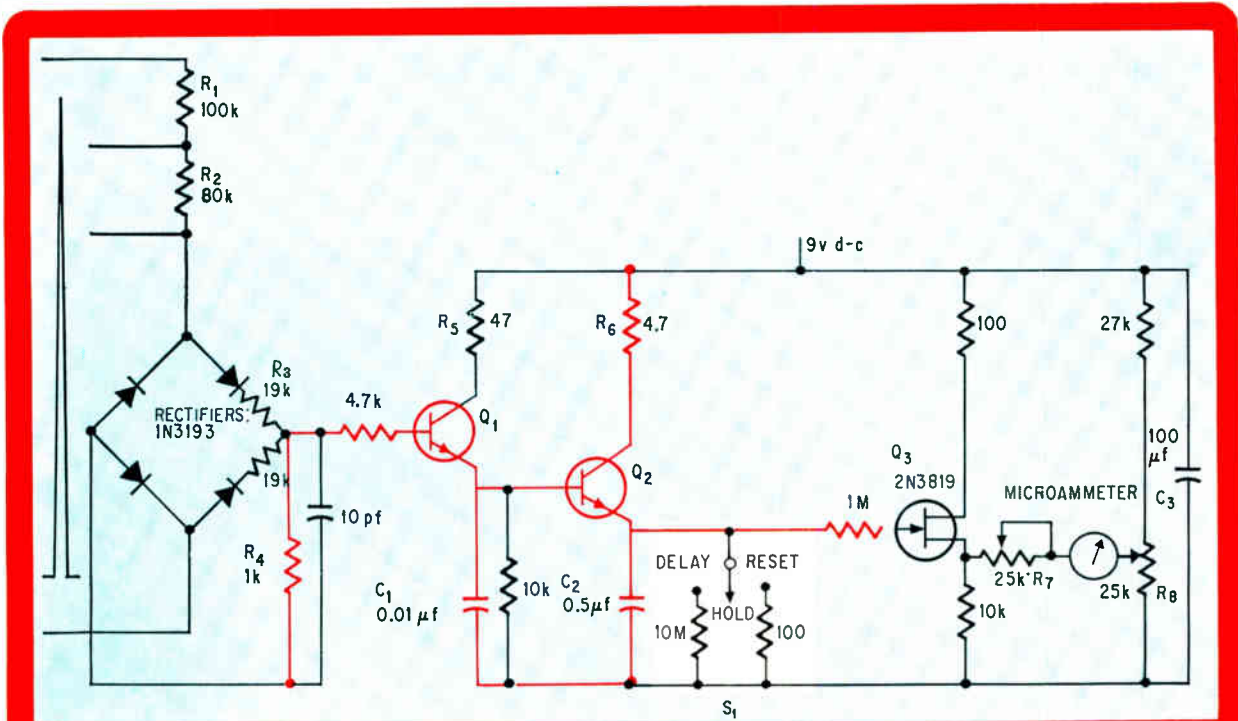 R1
100k
R2
80k
9v d-c
R5
47
R6
4.7
100
27k
R3
19k
RECTIFIERS:
1N3193
4.7k
Q1
19k
Q2
Q3
2N3819
100
μf
C3
MICROAMMETER
10 pf
1M
R4
1k
C1
0.01 μf
10k
C2
0.5μf
DELAY RESET
HOLD
10M
100
25k R7
10k
25k
R8
S1